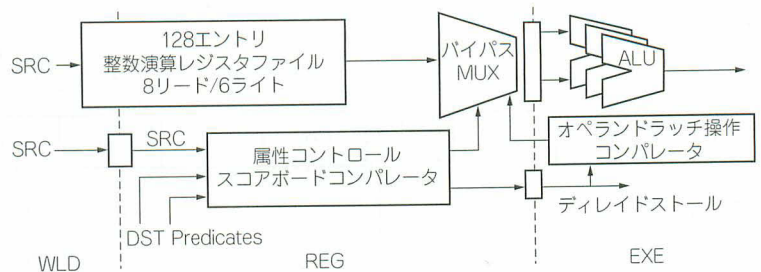 SRC
128エントリ
整数演算レジスタファイル
8リード/6ライト
バイパス
MUX
ALU
SRC
SRC
属性コントロール
スコアボードコンパレータ
オペランドラッチ操作
コンパレータ
ディレイドストール
DST Predicates
WLD
REG
EXE